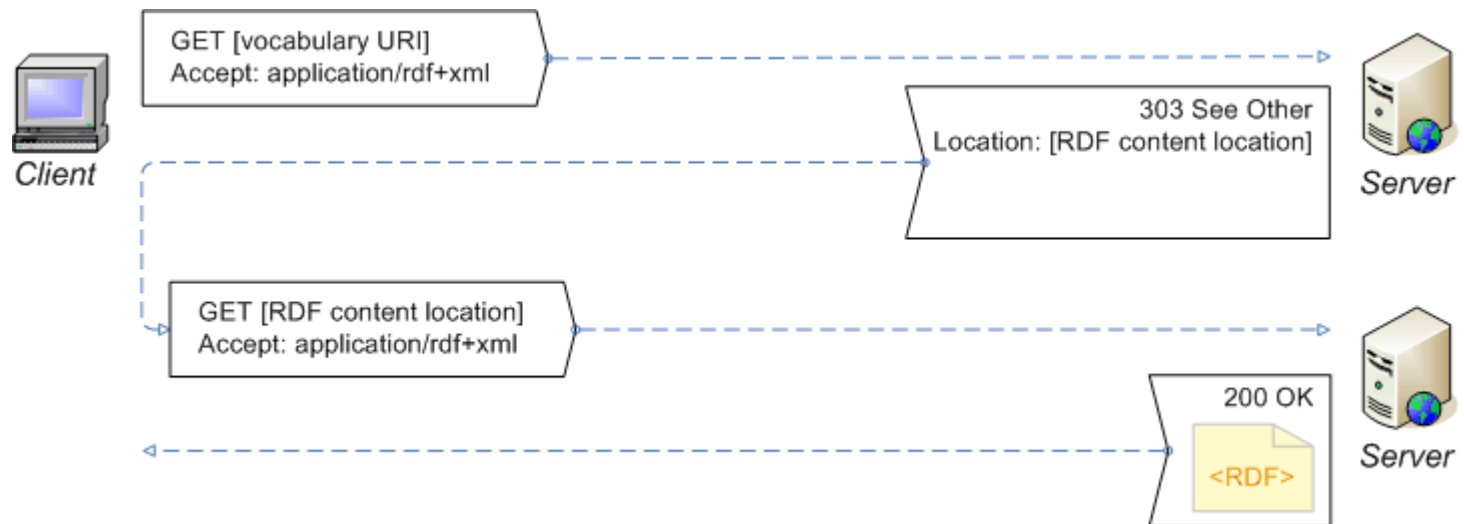 GET [vocabulary URI]
Accept: application/rdf+xml
Client
303 See Other
Location: [RDF content location]
Server
GET [RDF content location]
Accept: application/rdf+xml
200 OK
<RDF>
Server